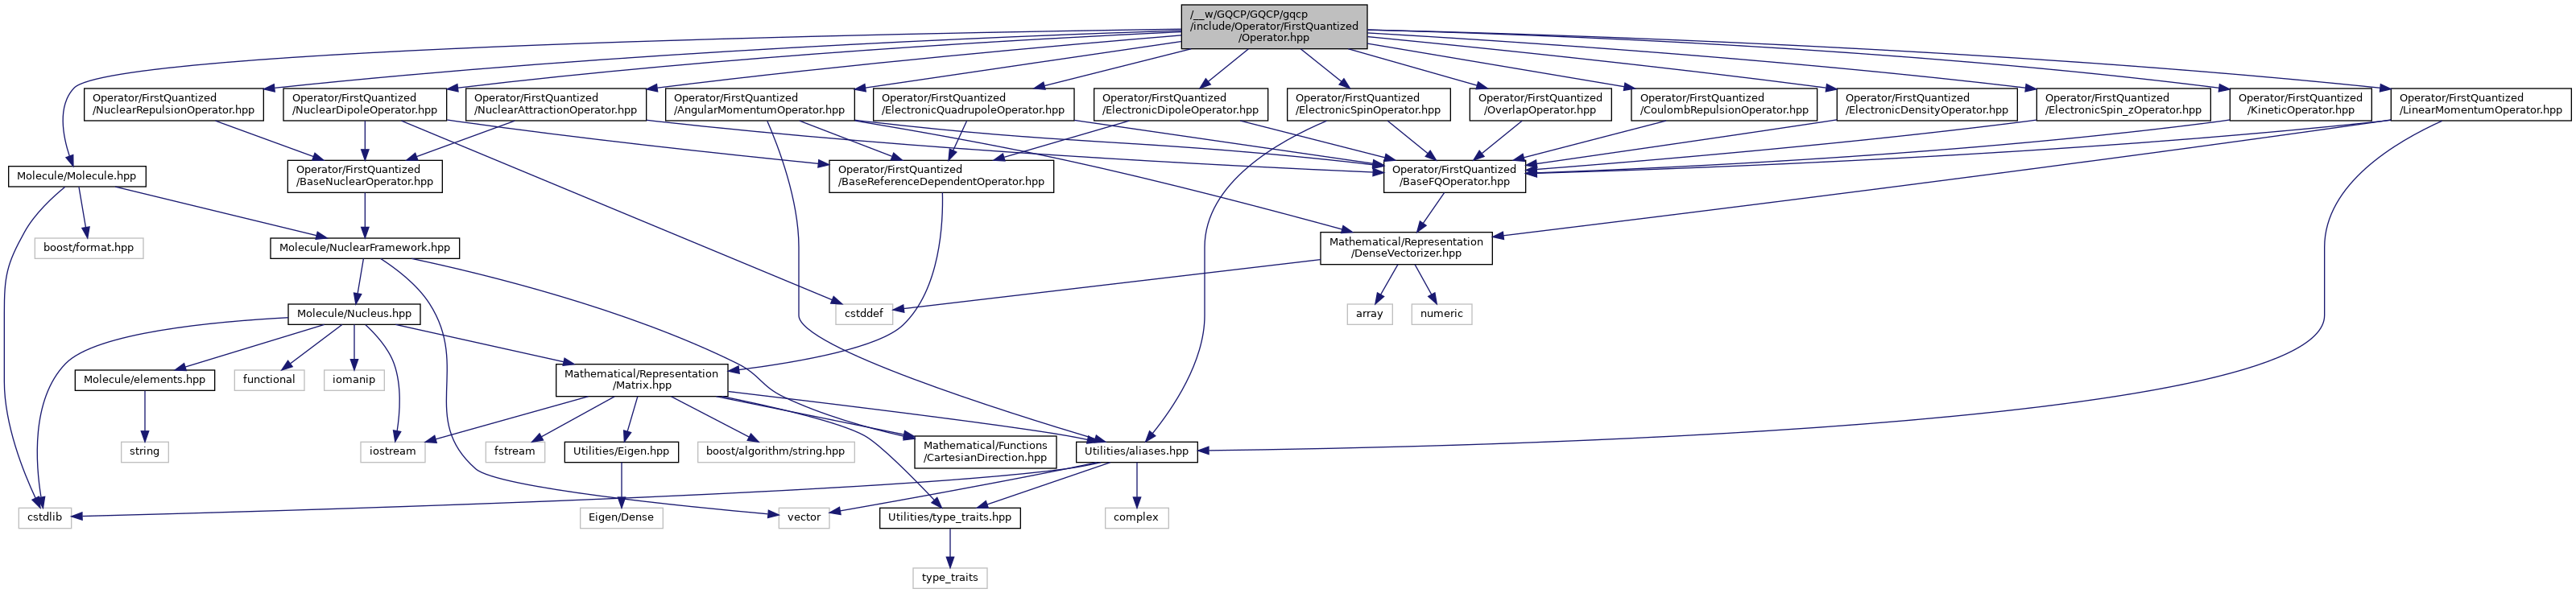 /__w/GQCP/GQCP/gqcp
/include/Operator/FirstQuantized
/Operator.hpp
Operator/FirstQuantized
/NuclearRepulsionOperator.hpp
Operator/FirstQuantized
/NuclearDipoleOperator.hpp
Operator/FirstQuantized
/NuclearAttractionOperator.hpp
Operator/FirstQuantized
/AngularMomentumOperator.hpp
Operator/FirstQuantized
/ElectronicQuadrupoleOperator.hpp
Operator/FirstQuantized
/ElectronicDipoleOperator.hpp
Operator/FirstQuantized
/ElectronicSpinOperator.hpp
Operator/FirstQuantized
/OverlapOperator.hpp
Operator/FirstQuantized
/CoulombRepulsionOperator.hpp
Operator/FirstQuantized
/ElectronicDensityOperator.hpp
Operator/FirstQuantized
/ElectronicSpin_zOperator.hpp
Operator/FirstQuantized
/KineticOperator.hpp
Operator/FirstQuantized
/LinearMomentumOperator.hpp
Molecule/Molecule.hpp
Operator/FirstQuantized
/BaseNuclearOperator.hpp
Operator/FirstQuantized
/BaseReferenceDependentOperator.hpp
Operator/FirstQuantized
/BaseFQOperator.hpp
boost/format.hpp
Molecule/NuclearFramework.hpp
Mathematical/Representation
/DenseVectorizer.hpp
Molecule/Nucleus.hpp
cstddef
array
numeric
Molecule/elements.hpp
functional
iomanip
Mathematical/Representation
/Matrix.hpp
string
iostream
fstream
Utilities/Eigen.hpp
boost/algorithm/string.hpp
Mathematical/Functions
/CartesianDirection.hpp
Utilities/aliases.hpp
cstdlib
Eigen/Dense
vector
Utilities/type_traits.hpp
complex
type_traits